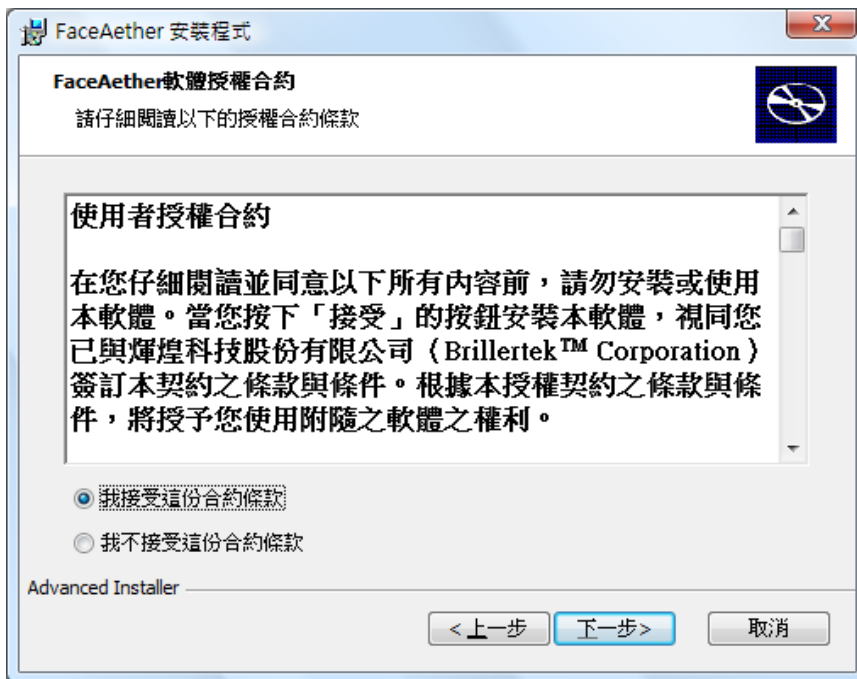 FaceAether 安裝程式
FaceAether軟體授權合約
請仔細閱讀以下的授權合約條款
使用者授權合約
在您仔細閱讀並同意以下所有內容前，請勿安裝或使用
本軟體。當您按下「接受」的按鈕安裝本軟體，視同您
已與輝煌科技股份有限公司（Brillertek™ Corporation）
簽訂本契約之條款與條件。根據本授權契約之條款與條
件，將授予您使用附隨之軟體之權利。
我接受這份合約條款
我不接受這份合約條款
Advanced Installer
<上一步 下一步> 取消